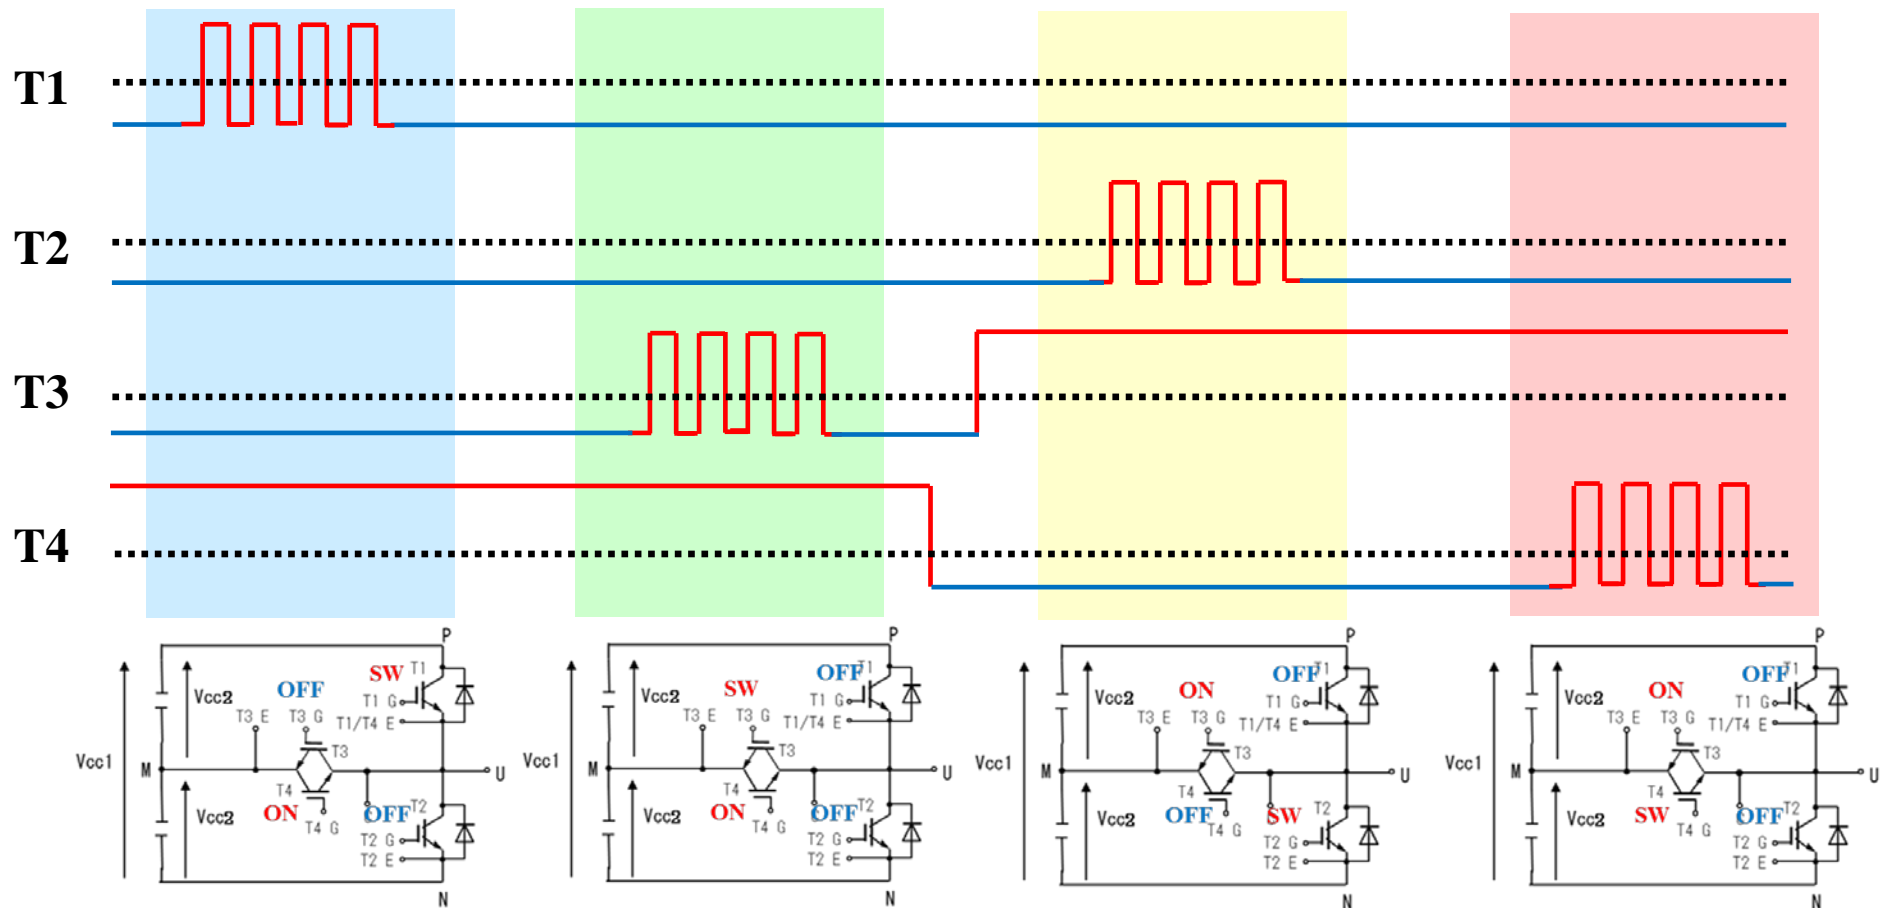 T1
T2
T3
T4
P
SW T1
Vcc2 OFF T1 G
T3 E T3 G T1/T4 E
Vcc1 M T3 U
T4
Vcc2 ON T4 G OFF T2
T2 G
T2 E
N
P
OFF T1
Vcc2 SW T1 G
T3 E T3 G T1/T4 E
Vcc1 M T3 U
T4
Vcc2 ON T4 G OFF T2
T2 G
T2 E
N
P
OFF T1
Vcc2 ON T1 G
T3 E T3 G T1/T4 E
Vcc1 M T3 U
T4
Vcc2 OFF T4 G SW T2
T2 G
T2 E
N
P
OFF T1
Vcc2 ON T1 G
T3 E T3 G T1/T4 E
Vcc1 M T3 U
T4
Vcc2 SW T4 G OFF T2
T2 G
T2 E
N